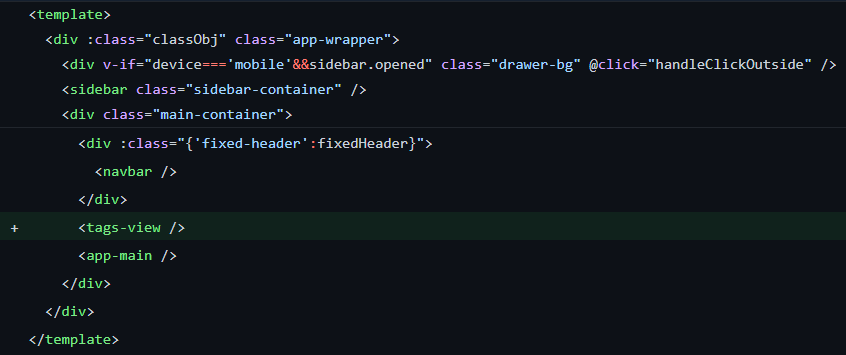 <template>
<div :class="classObj" class="app-wrapper">
<div v-if="device==='mobile'&&sidebar.opened" class="drawer-bg" @click="handleClickOutside" />
<sidebar class="sidebar-container" />
<div class="main-container">
<div :class="{'fixed-header':fixedHeader}">
<navbar />
</div>
+ <tags-view />
<app-main />
</div>
</div>
</template>